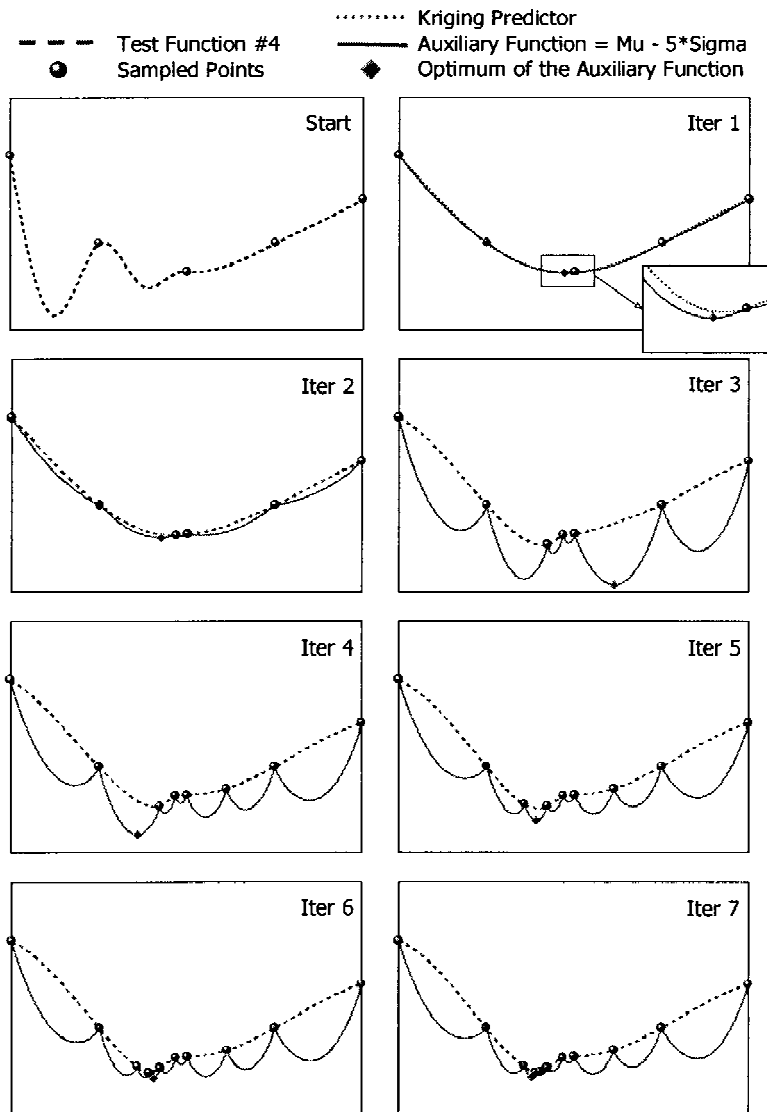 Kriging Predictor
Test Function #4
Auxiliary Function = Mu - 5*Sigma
Sampled Points
Optimum of the Auxiliary Function
Start
Iter 1
Iter 2
Iter 3
Iter 4
Iter 5
Iter 6
Iter 7